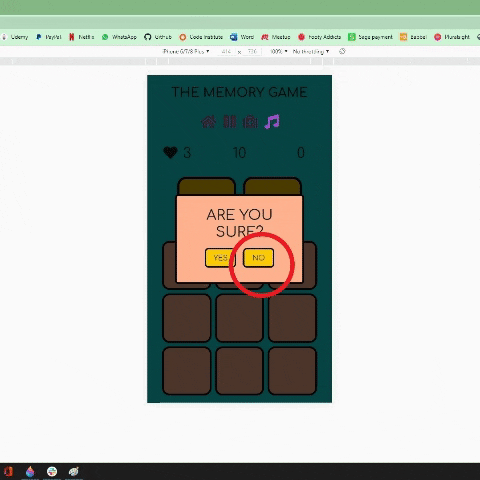 Udemy PayPal Netflix WhatsApp GitHub Code Institute Word Meetup Footy Addicts Sage payment Babbel Pluralsight
iPhone 6/7/8 Plus 414 x 736 100% No throttling
THE MEMORY GAME
3 10 0
ARE YOU
SURE?
YES NO